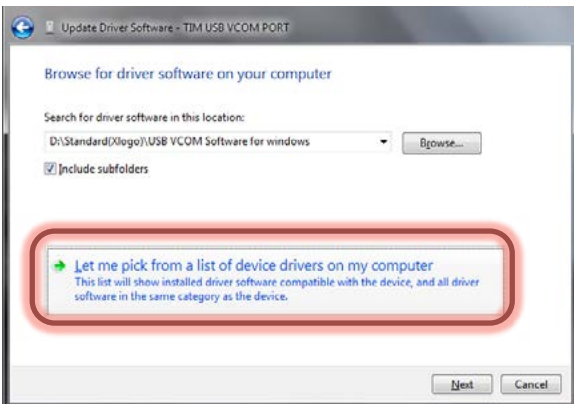 Update Driver Software - TIM USB VCOM PORT
Browse for driver software on your computer
Search for driver software in this location:
D:\Standard(Xlogo)\USB VCOM Software for windows
Browse...
Include subfolders
Let me pick from a list of device drivers on my computer
This list will show installed driver software compatible with the device, and all driver
software in the same category as the device.
Next
Cancel